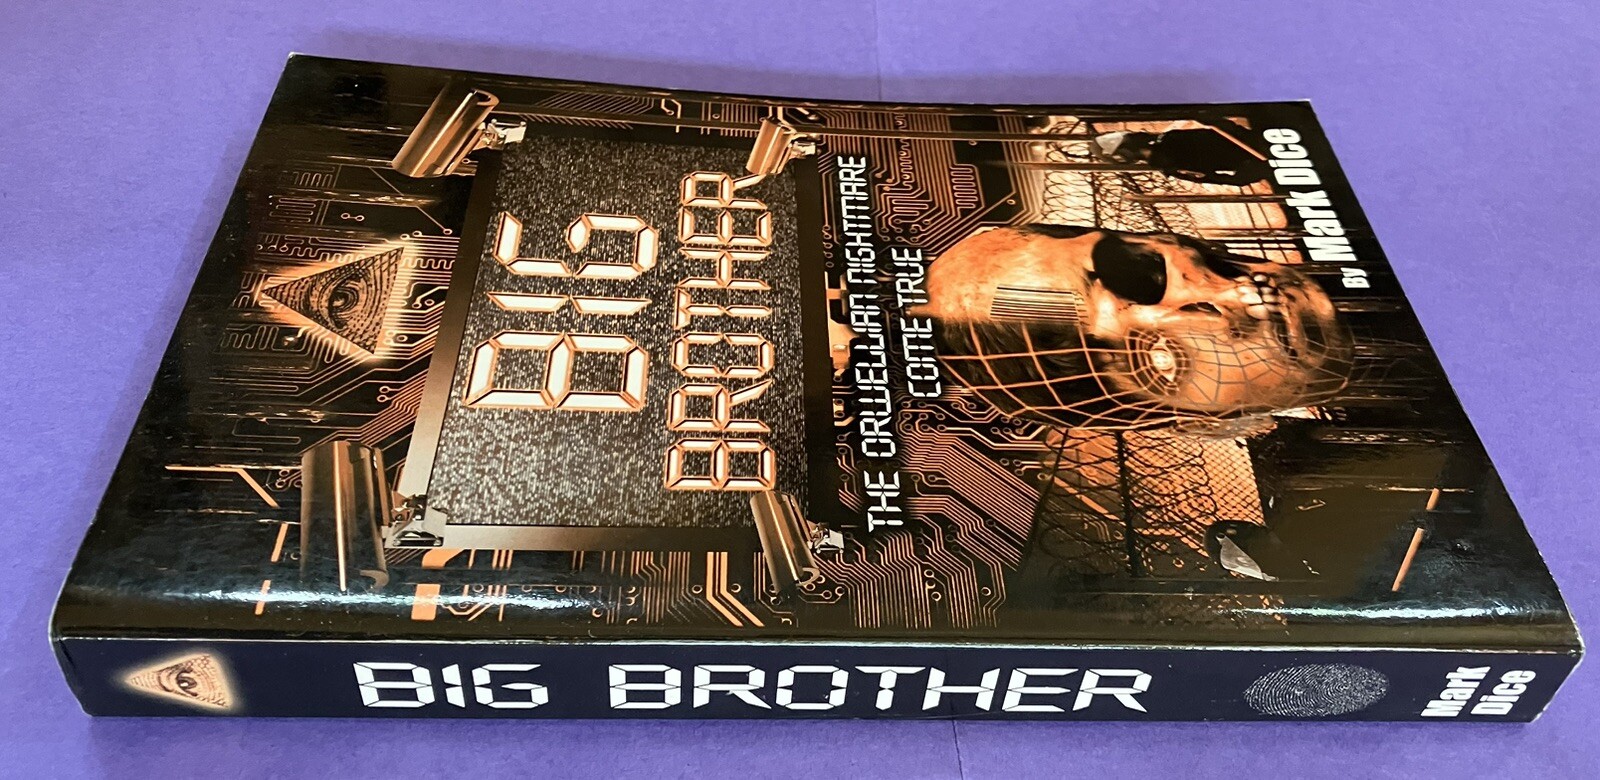 BIG
BROTHER
THE ORWELLIAN NIGHTMARE
COME TRUE
By Mark Dice
BIG BROTHER
Mark
Dice